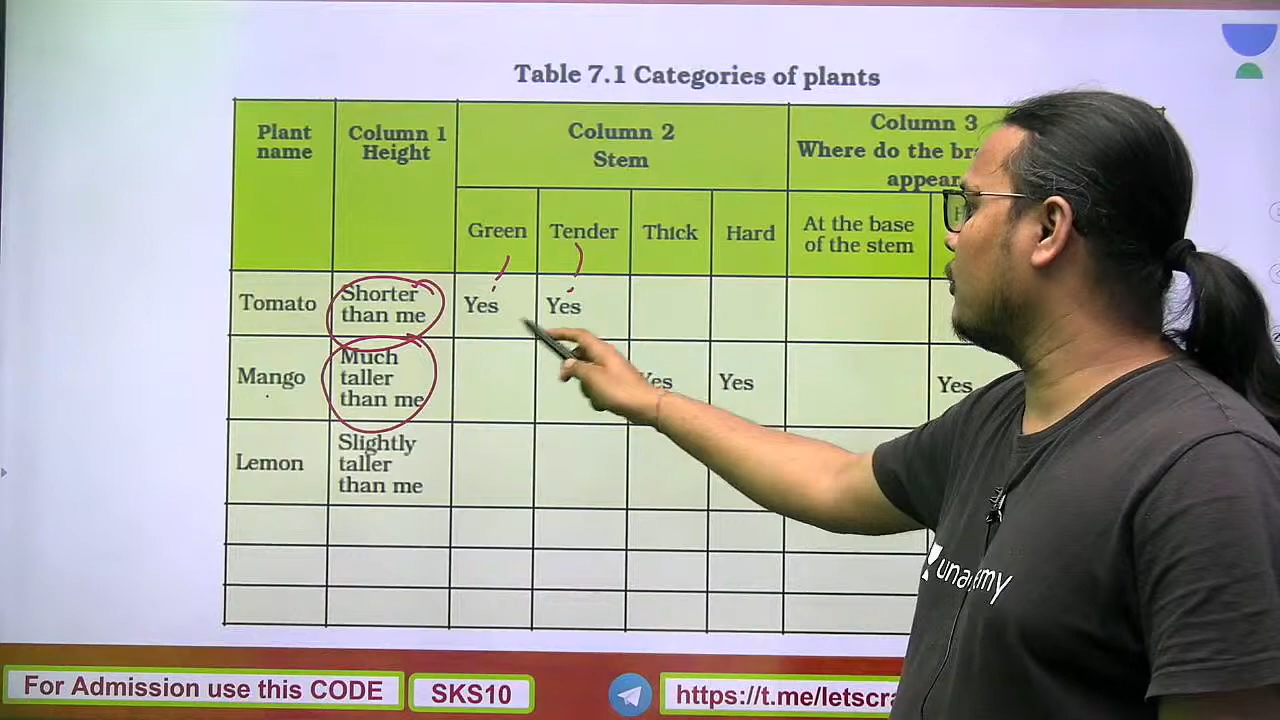 Table 7.1 Categories of plants
Plant name
Column 1 Height
Column 2
Stem
Column 3
Where do the
appear
Green
Tender
Thick
Hard
At the base
of the stem
Tomato
Shorter
than me
Yes
Yes
Mango
Much
taller
than me
Yes
Yes
Yes
Lemon
Slightly
taller
than me
unacademy
For Admission use this CODE
SKS10
https://t.me/letscra